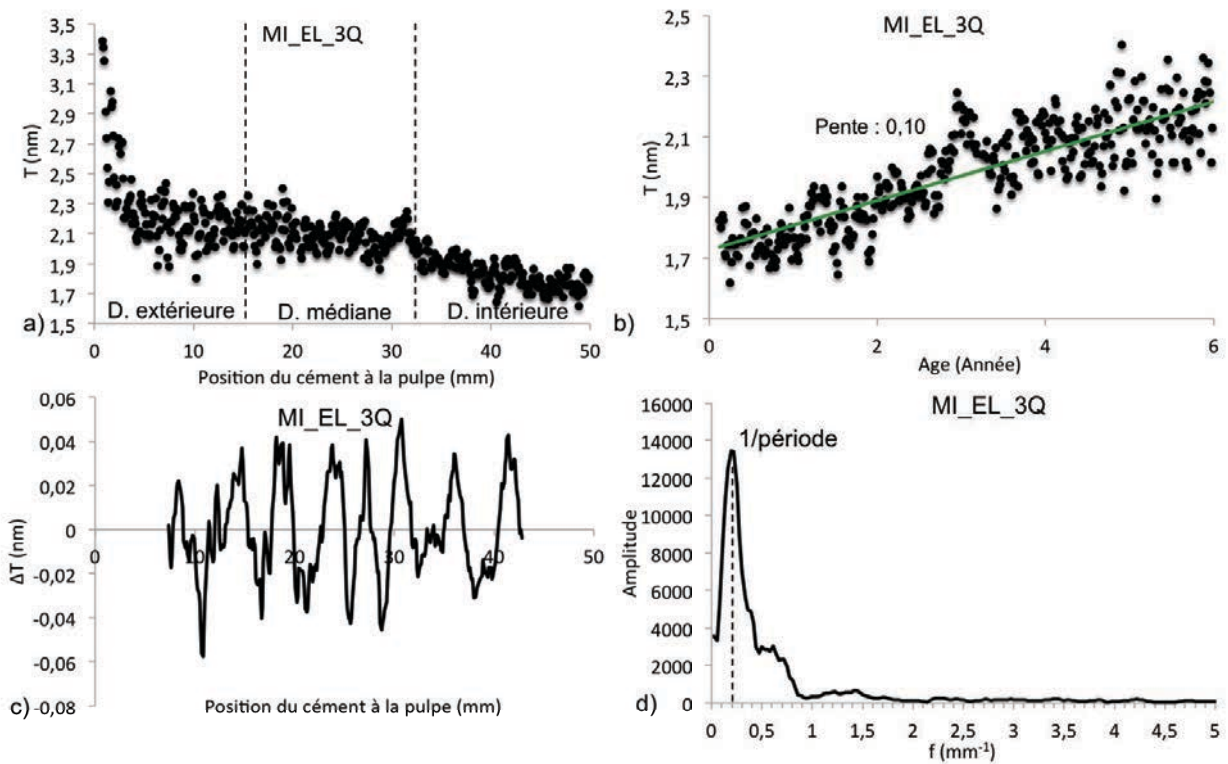 MI_EL_3Q
3,5
3,3
3,1
2,9
2,7
2,5
2,3
2,1
1,9
1,7
1,5
T (nm)
D. extérieure
D. médiane
D. intérieure
a)
0
10
20
30
40
50
Position du cément à la pulpe (mm)
MI_EL_3Q
2,5
2,3
2,1
1,9
1,7
1,5
T (nm)
Pente : 0,10
b)
0
2
4
6
Age (Année)
MI_EL_3Q
0,06
0,04
0,02
0
-0,02
-0,04
-0,06
-0,08
ΔT (nm)
0
10
20
30
40
50
c)
Position du cément à la pulpe (mm)
MI_EL_3Q
1/période
16000
14000
12000
10000
8000
6000
4000
2000
0
Amplitude
d)
0
0,5
1
1,5
2
2,5
3
3,5
4
4,5
5
f (mm⁻¹)